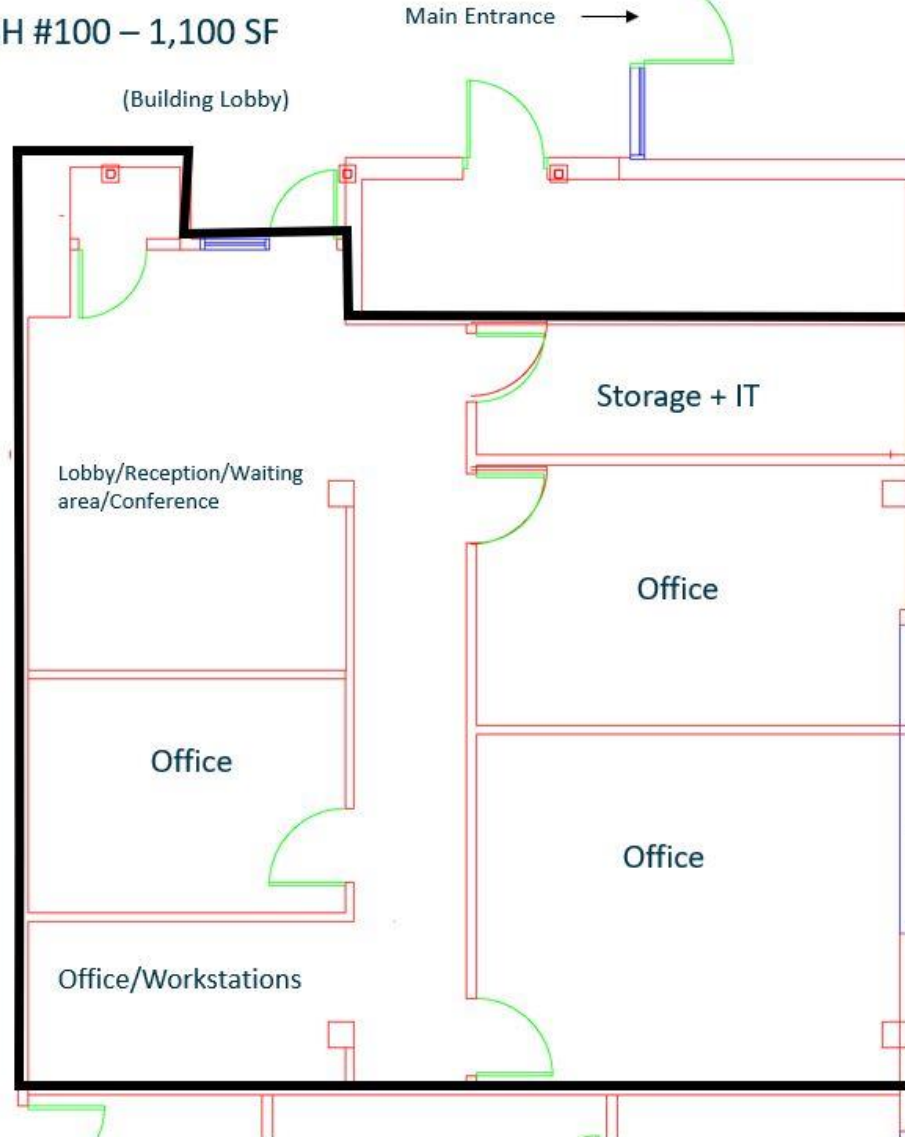 H #100 – 1,100 SF
Main Entrance
(Building Lobby)
Storage + IT
Lobby/Reception/Waiting
area/Conference
Office
Office
Office
Office/Workstations